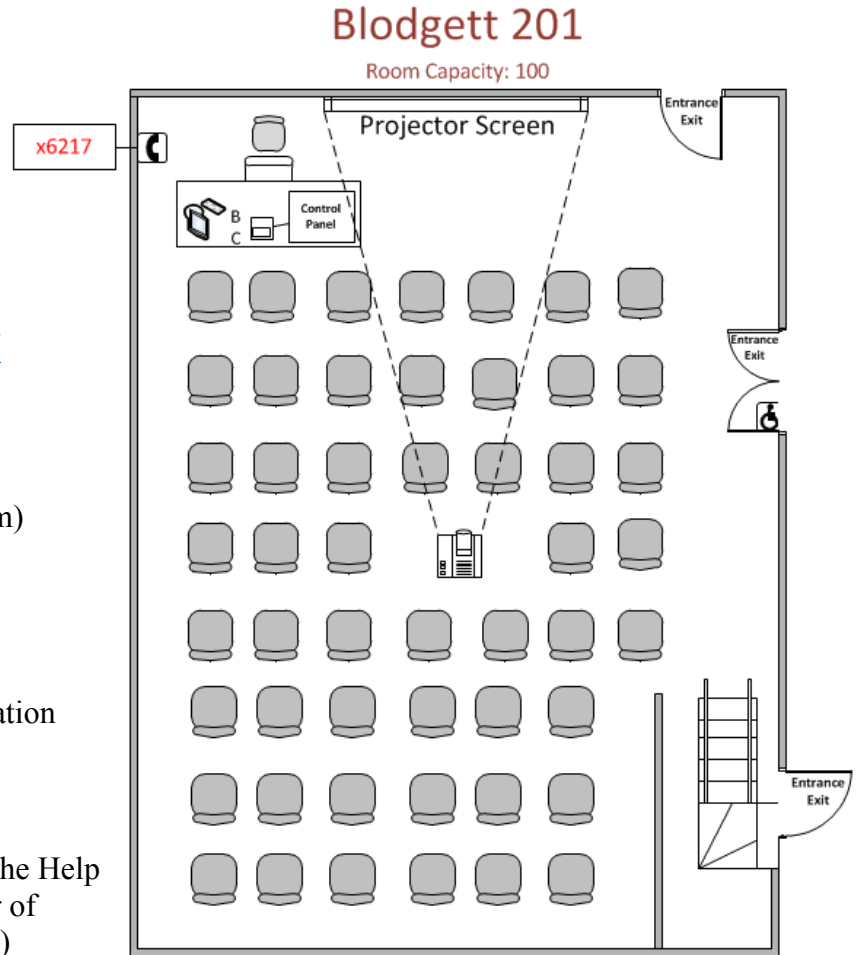 Blodgett 201
Room Capacity: 100
x6217
Projector Screen
Entrance
Exit
B
C
Control
Panel
Entrance
Exit
ation
Entrance
Exit
he Help
of
)